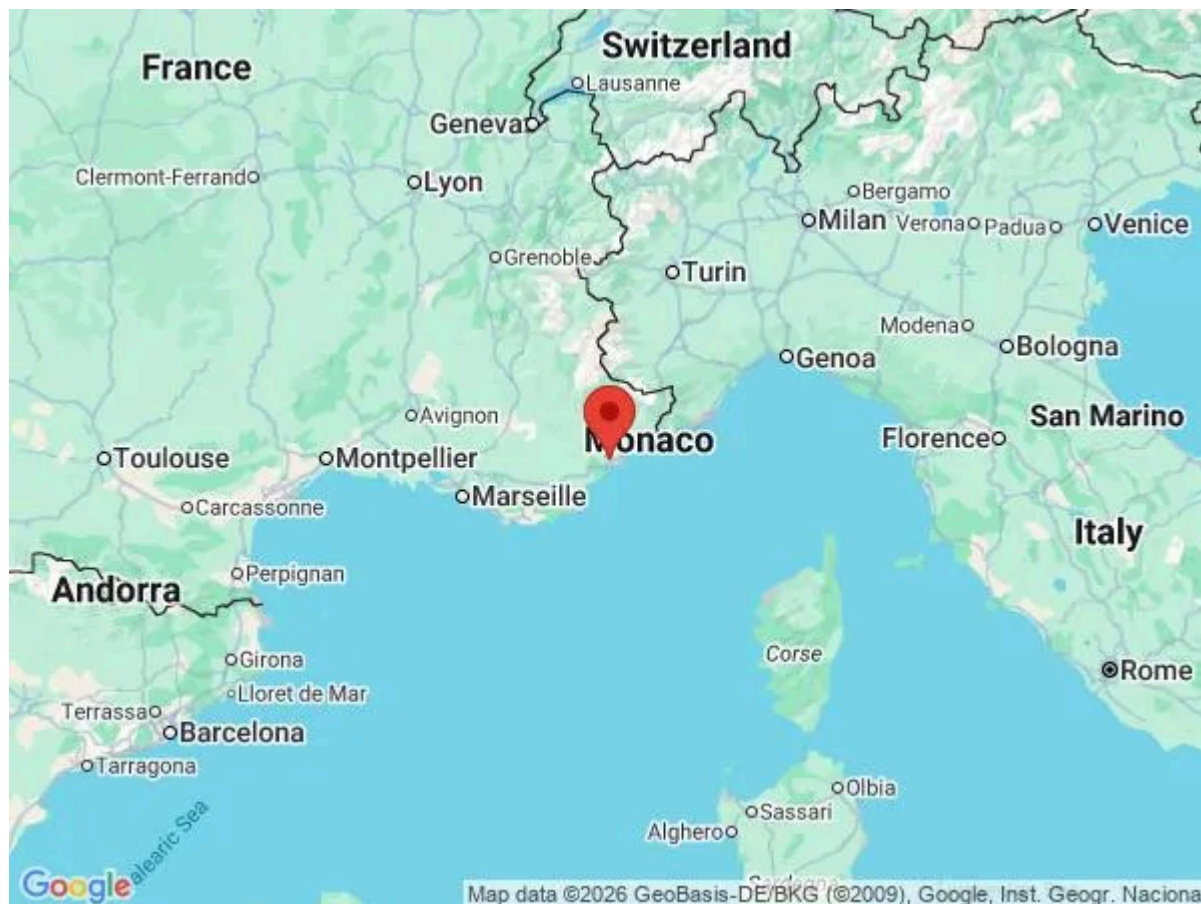 Switzerland
France
Lausanne
Geneva
Clermont-Ferrand
Lyon
Bergamo
Milan
Verona
Padua
Venice
Grenoble
Turin
Modena
Bologna
Genoa
Avignon
San Marino
Monaco
Florence
Toulouse
Montpellier
Marseille
Carcassonne
Italy
Perpignan
Andorra
Corse
Girona
Rome
Lloret de Mar
Terrassa
Barcelona
Tarragona
Olbia
Sassari
Alghero
alearic Sea
Google
Map data ©2026 GeoBasis-DE/BKG (©2009), Google, Inst. Geogr. Naciona